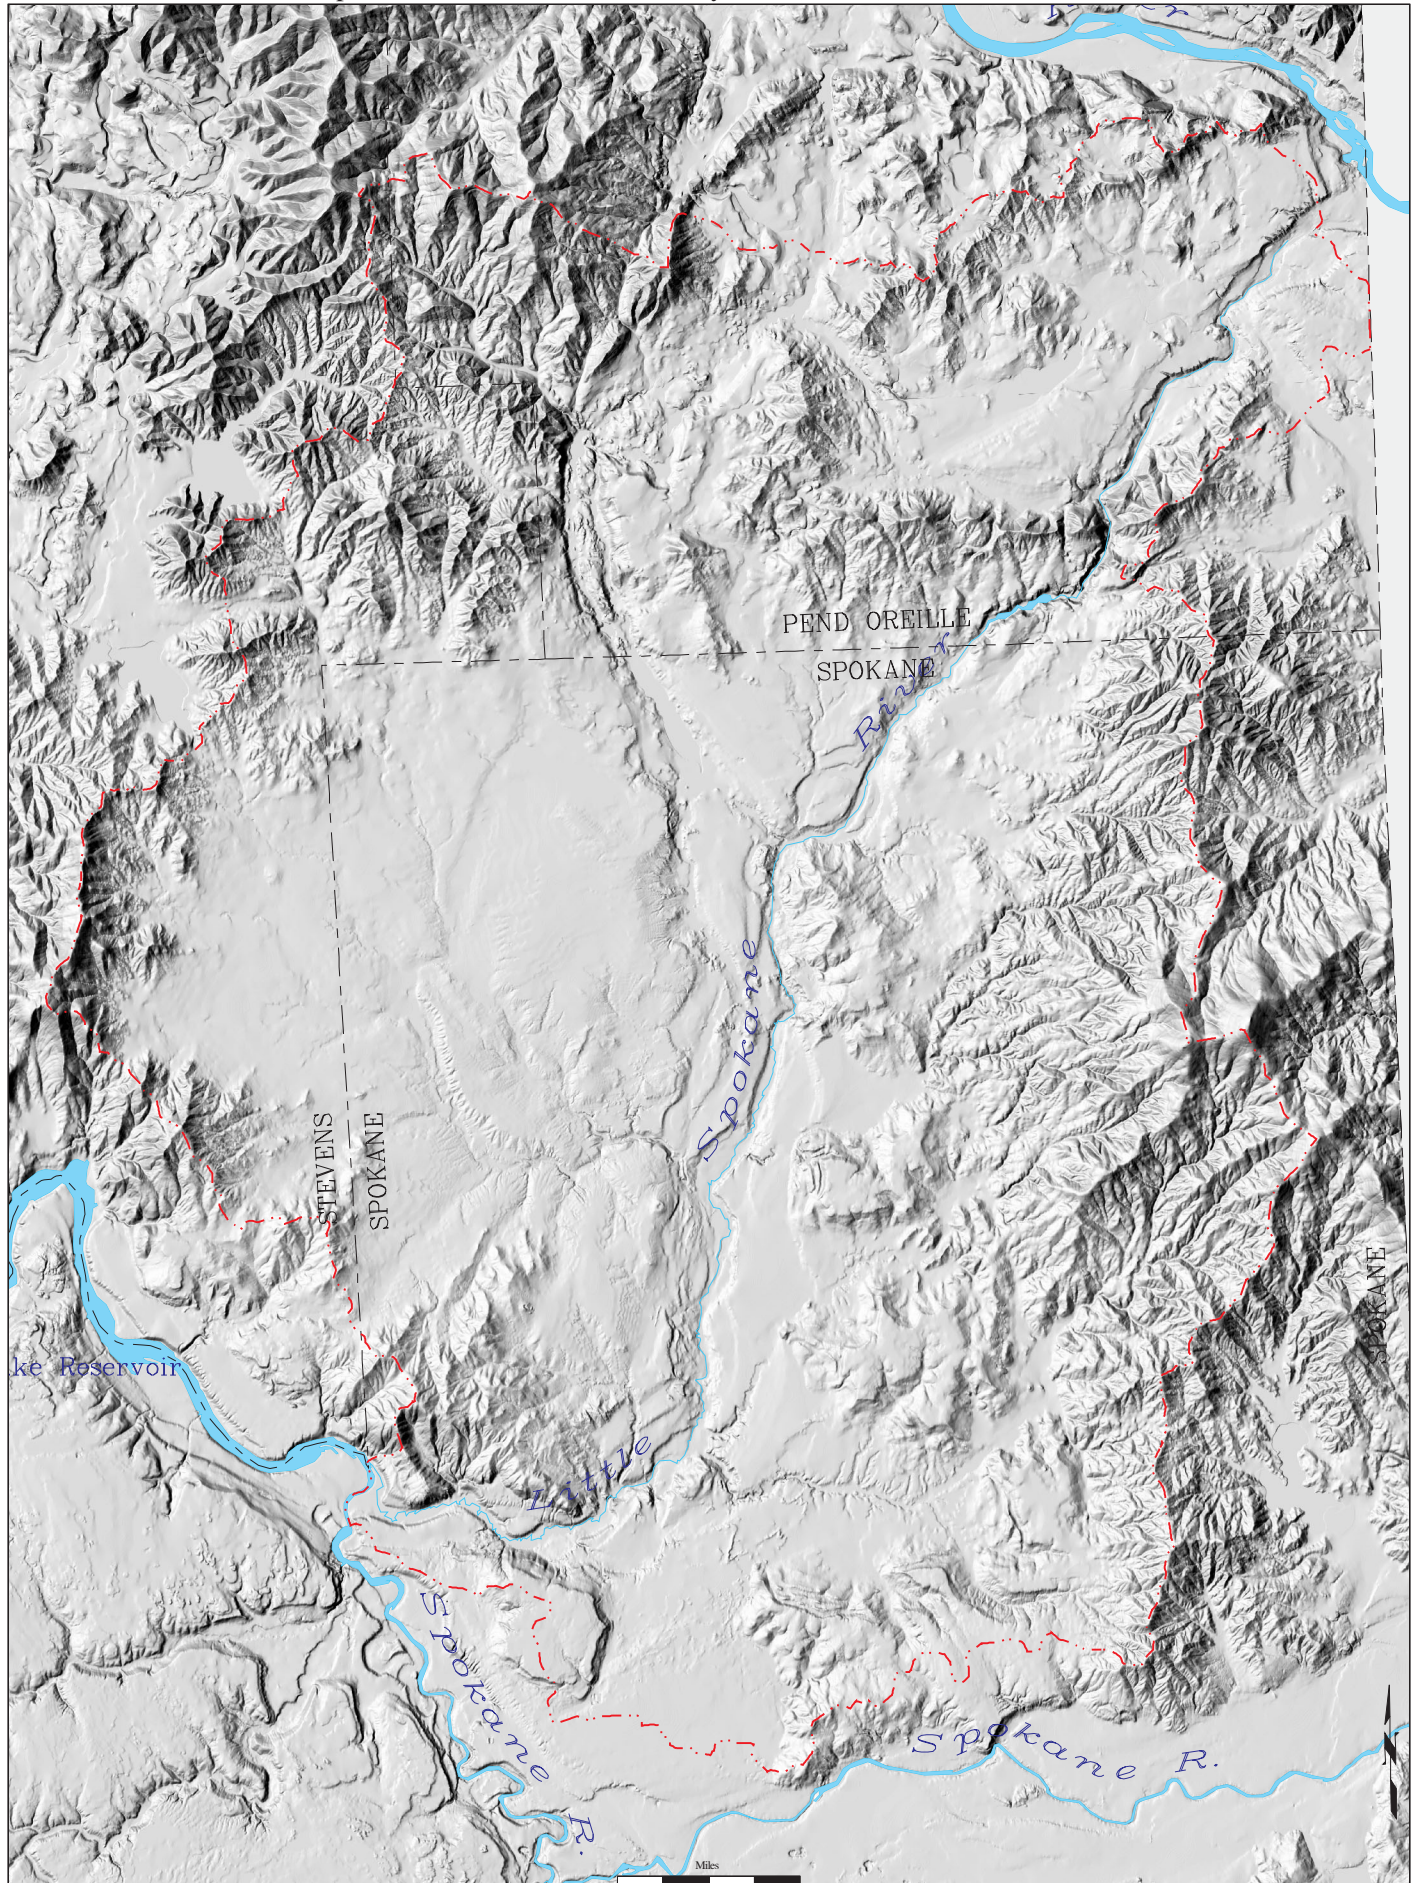 PEND OREILLE
SPOKANE
River
Spokane
Little
STEVENS
SPOKANE
SPOKANE
ke Reservoir
Spokane R.
Spokane R.
Miles